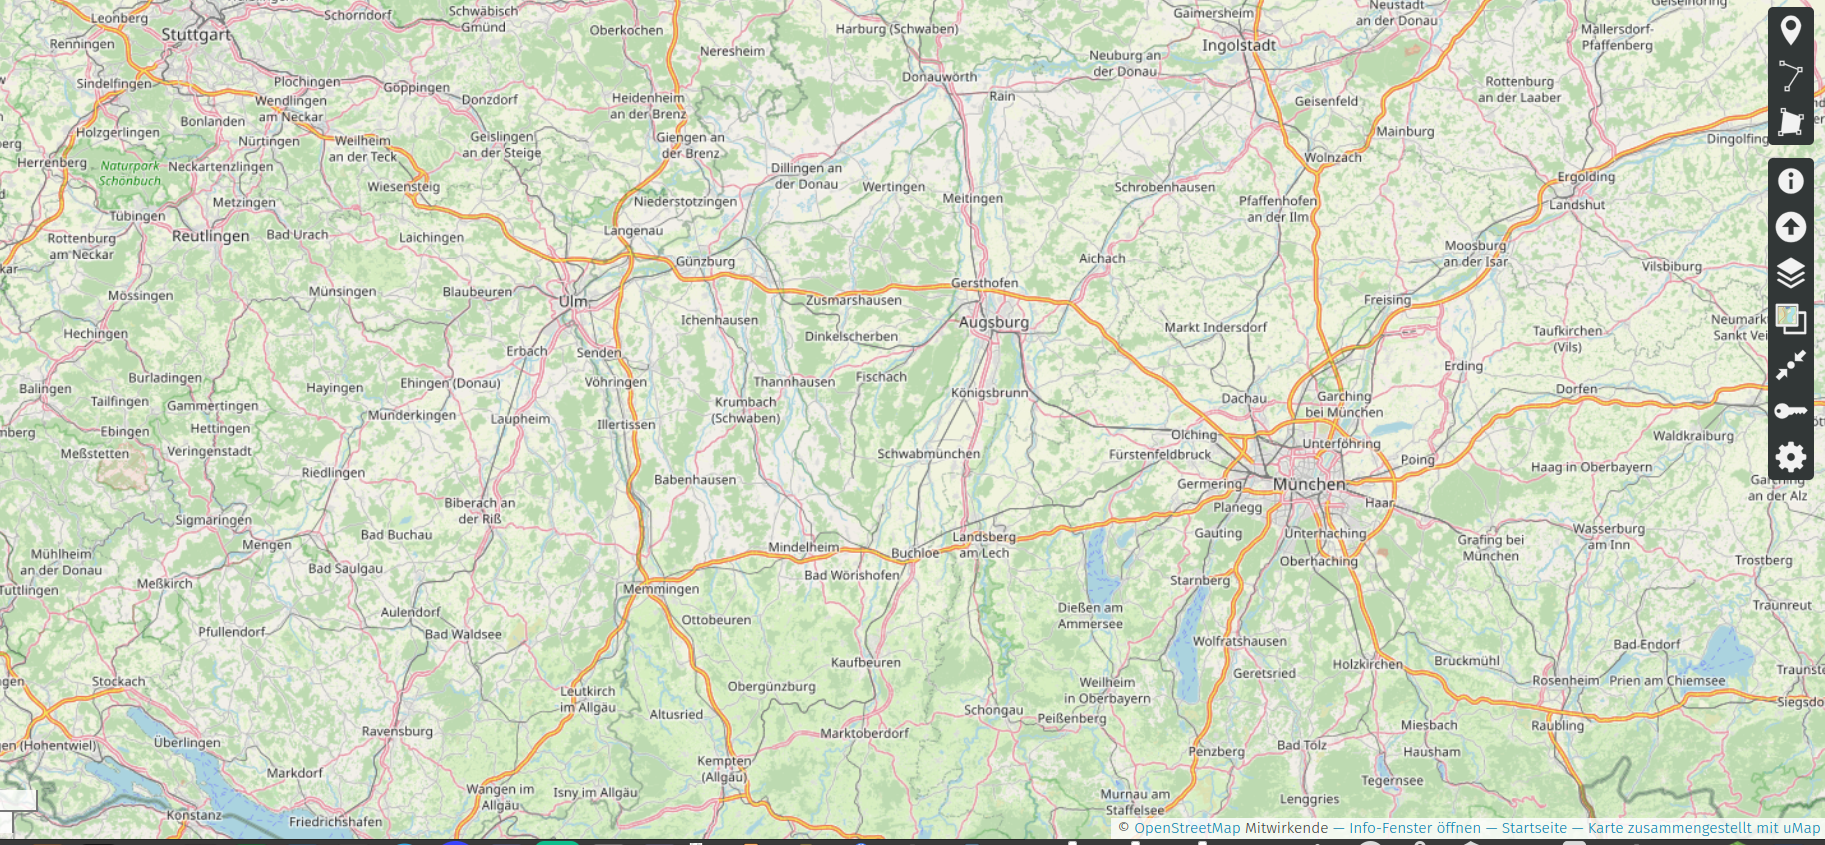 Leonberg
Schorndorf
Schwäbisch
Gmünd
Stuttgart
Oberkochen
Harburg (Schwaben)
Gaimersheim
Neustadt
an der Donau
Mallersdorf-
Pfaffenberg
Renningen
Neresheim
Neuburg an
der Donau
Ingolstadt
Sindelfingen
Plochingen
Göppingen
Donauwörth
Rottenburg
an der Laaber
Wendlingen
am Neckar
Donzdorf
Heidenheim
an der Brenz
Rain
Geisenfeld
Holzgerlingen
Bonlanden
Nürtingen
Weilheim
an der Teck
Geislingen
an der Steige
Giengen an
der Brenz
Mainburg
Dingolfing
Herrenberg
Naturpark
Schönbuch
Neckartenzlingen
Wiesensteig
Dillingen an
der Donau
Wertingen
Wolnzach
Schrobenhausen
Ergolding
Landshut
Tübingen
Metzingen
Niederstotzingen
Meitingen
Pfaffenhofen
an der Ilm
Rottenburg
am Neckar
Reutlingen
Bad Urach
Laichingen
Langenau
Günzburg
Aichach
Moosburg
an der Isar
Vilsbiburg
Mössingen
Münsingen
Blaubeuren
Ulm
Zusmarshausen
Gersthofen
Freising
Hechingen
Ichenhausen
Dinkelscherben
Augsburg
Markt Indersdorf
Taufkirchen
(Vils)
Neumark
Sankt Vei
Erbach
Senden
Burladingen
Balingen
Tailfingen
Gammertingen
Hayingen
Ehingen (Donau)
Vöhringen
Thannhausen
Fischach
Königsbrunn
Erding
Dorfen
Munderkingen
Laupheim
Illertissen
Krumbach
(Schwaben)
Dachau
Garching
bei München
Ebingen
Hettingen
Meßstetten
Veringenstadt
Riedlingen
Babenhausen
Schwabmünchen
Olching
Fürstenfeldbruck
Unterföhring
Poing
Haag in Oberbayern
Waldkraiburg
Garching
an der Alz
Sigmaringen
Biberach an
der Riß
Germering
München
Planegg
Haar
Mengen
Bad Buchau
Mindelheim
Buchloe
Landsberg
am Lech
Gauting
Unterhaching
Oberhaching
Grafing bei
München
Wasserburg
am Inn
Trostberg
Mühlheim
an der Donau
Meßkirch
Bad Saulgau
Tuttlingen
Memmingen
Bad Wörishofen
Starnberg
Traunreut
Aulendorf
Pfullendorf
Bad Waldsee
Ottobeuren
Dießen am
Ammersee
Wolfratshausen
Bad Endorf
Kaufbeuren
Geretsried
Holzkirchen
Bruckmühl
Rosenheim
Prien am Chiemsee
Stockach
Leutkirch
im Allgäu
Obergünzburg
Weilheim
in Oberbayern
Schongau
Peißenberg
Altusried
Ravensburg
Marktoberdorf
Miesbach
Raubling
Überlingen
Kempten
(Allgäu)
Penzberg
Bad Tölz
Hausham
Markdorf
Wangen im
Allgäu
Isny im Allgäu
Murnau am
Staffelsee
Tegernsee
Lenggries
Konstanz
Friedrichshafen
© OpenStreetMap Mitwirkende — Info-Fenster öffnen — Startseite — Karte zusammengestellt mit uMap